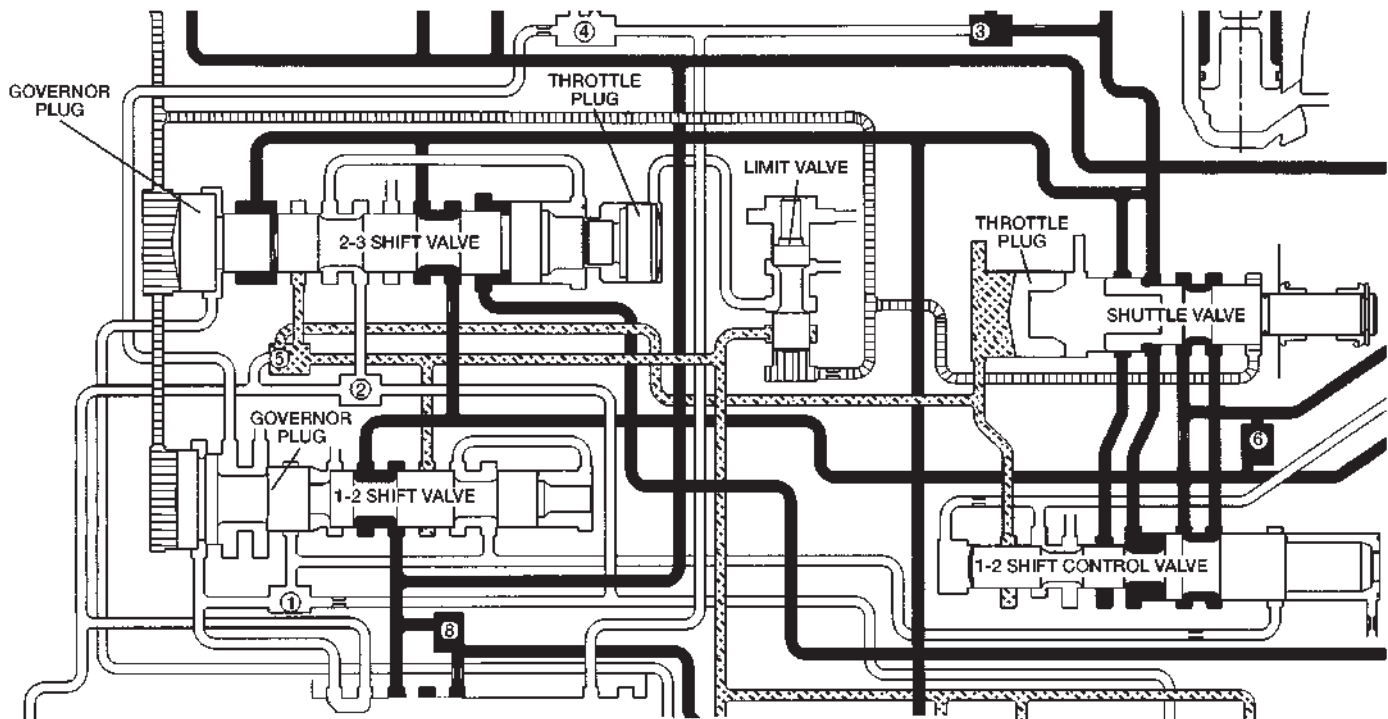 ④
③
GOVERNOR
PLUG
THROTTLE
PLUG
LIMIT VALVE
THROTTLE
PLUG
2-3 SHIFT VALVE
SHUTTLE VALVE
⑤
②
GOVERNOR
PLUG
⑥
1-2 SHIFT VALVE
1-2 SHIFT CONTROL VALVE
①
⑧